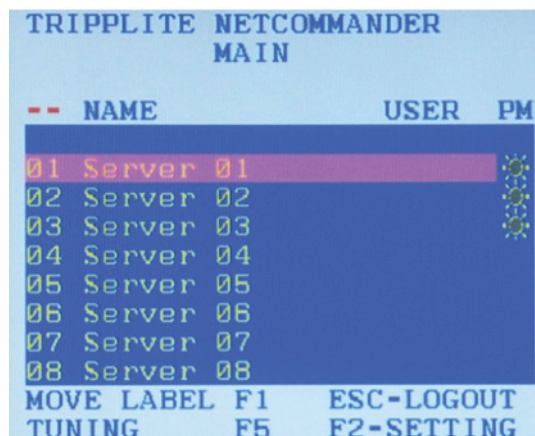 TRIPPLITE NETCOMMANDER
MAIN
-- NAME USER PM
01 Server 01
02 Server 02
03 Server 03
04 Server 04
05 Server 05
06 Server 06
07 Server 07
08 Server 08
MOVE LABEL F1 ESC-LOGOUT
TUNING F5 F2-SETTING